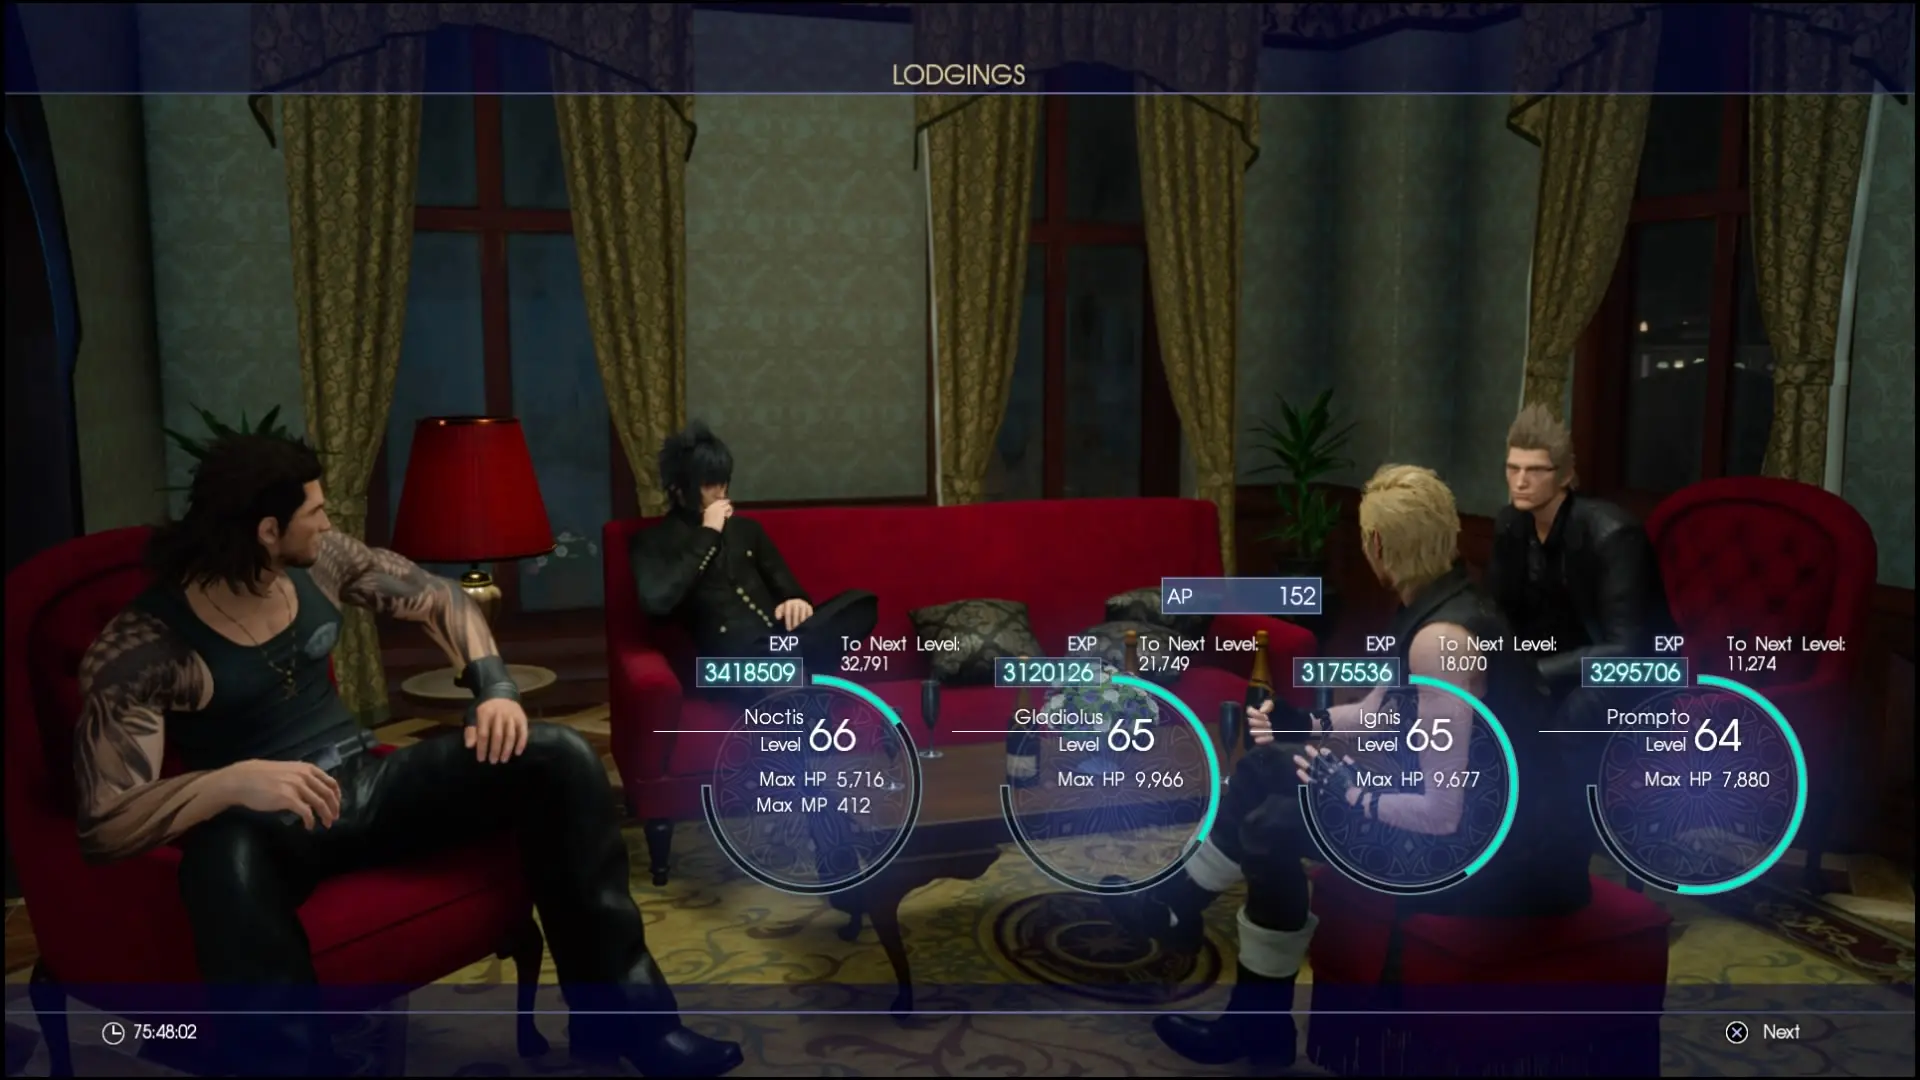 LODGINGS
AP 152
EXP To Next Level:
3418509 32,791
Noctis
Level 66
Max HP 5,716
Max MP 412
EXP To Next Level:
3120126 21,749
Gladiolus
Level 65
Max HP 9,966
EXP To Next Level:
3175536 18,070
Ignis
Level 65
Max HP 9,677
EXP To Next Level:
3295706 11,274
Prompto
Level 64
Max HP 7,880
75:48:02
Next